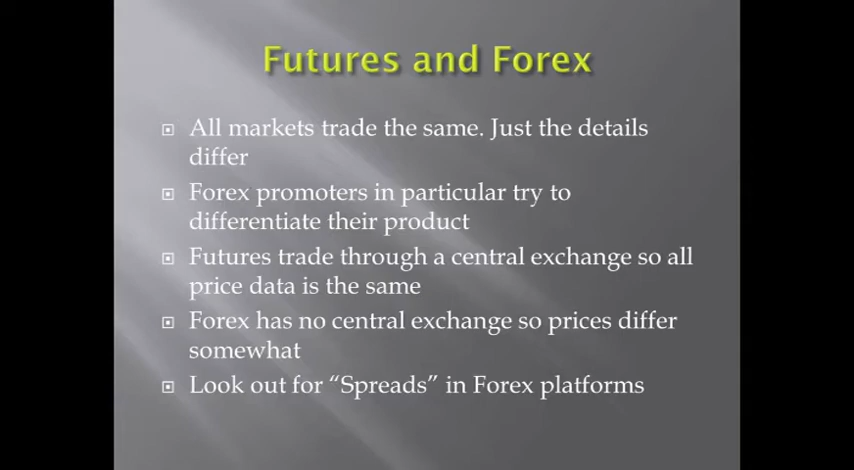 Futures and Forex
All markets trade the same. Just the details
differ
Forex promoters in particular try to
differentiate their product
Futures trade through a central exchange so all
price data is the same
Forex has no central exchange so prices differ
somewhat
Look out for “Spreads” in Forex platforms